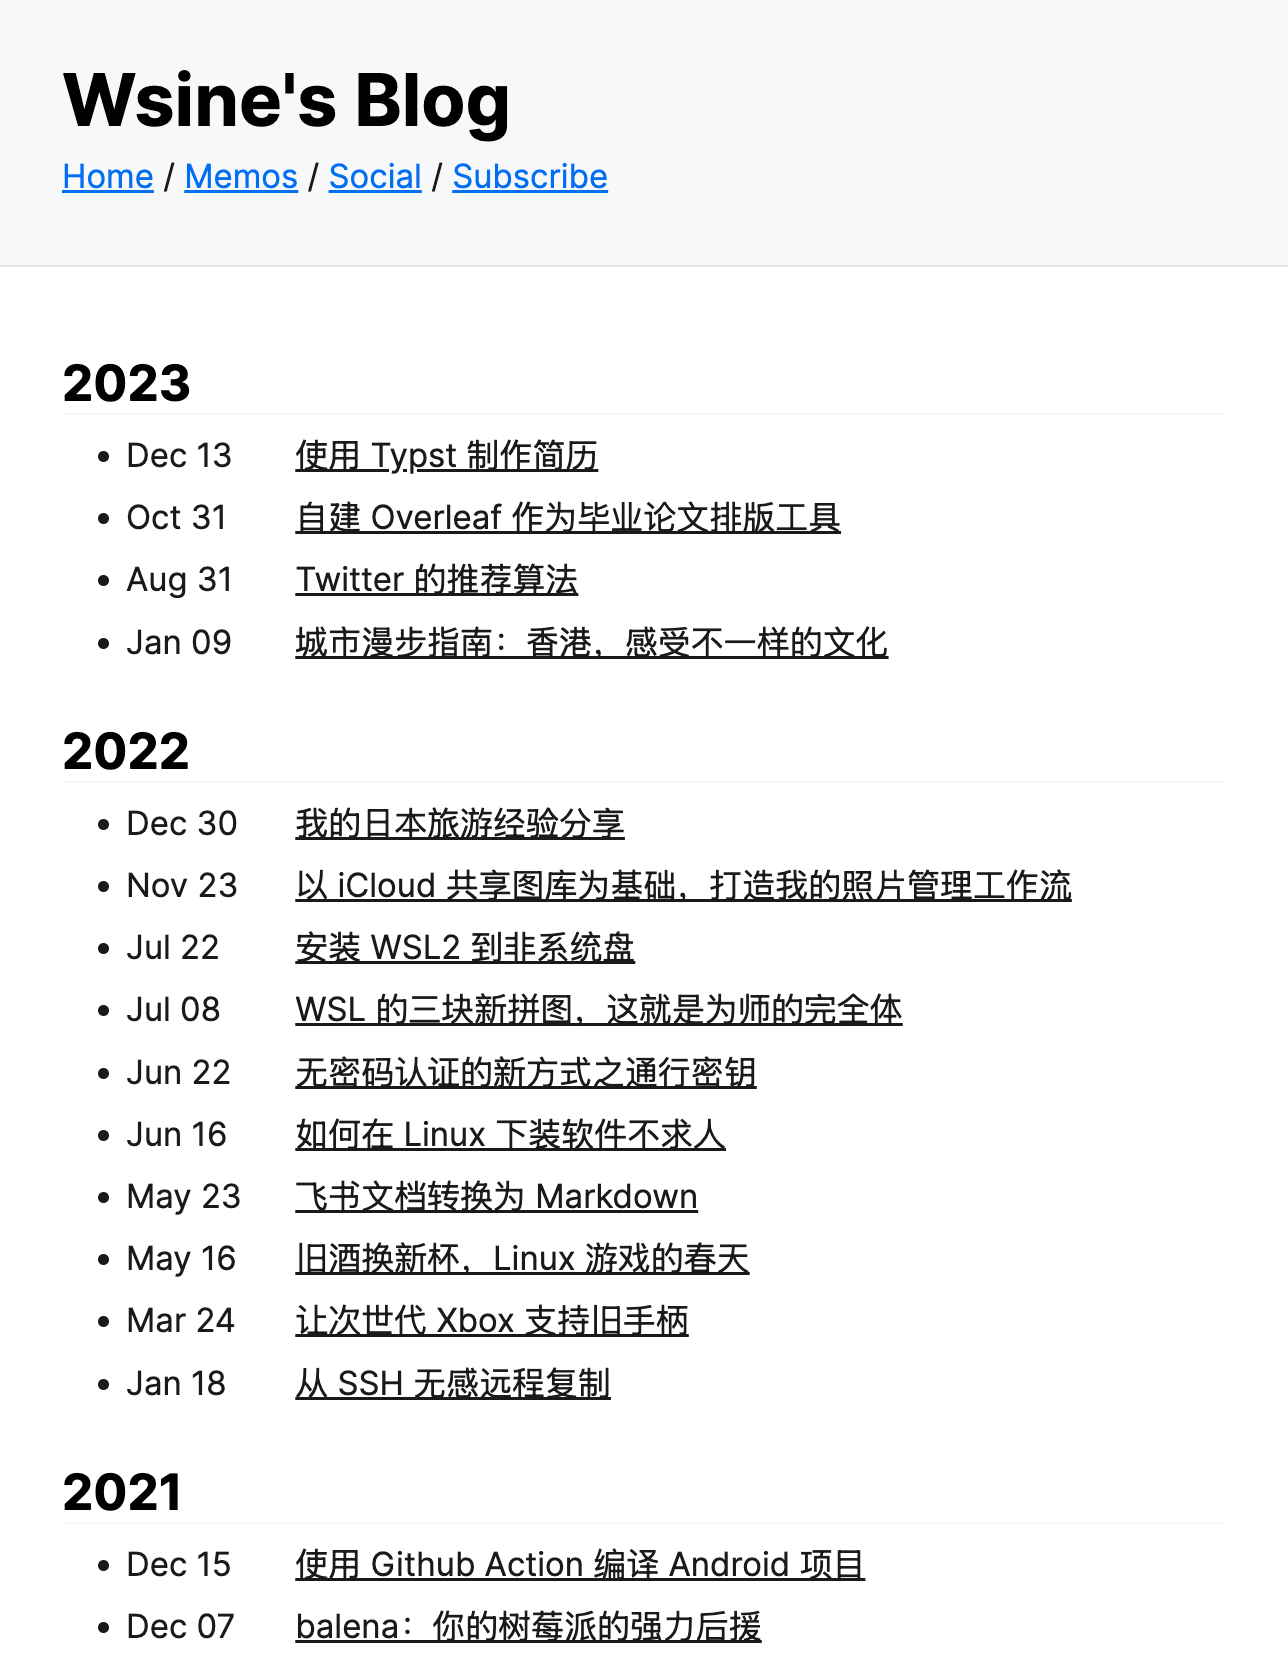 Wsine's Blog
Home / Memos / Social / Subscribe
2023
Dec 13 使用 Typst 制作简历
Oct 31 自建 Overleaf 作为毕业论文排版工具
Aug 31 Twitter 的推荐算法
Jan 09 城市漫步指南：香港，感受不一样的文化
2022
Dec 30 我的日本旅游经验分享
Nov 23 以 iCloud 共享图库为基础，打造我的照片管理工作流
Jul 22 安装 WSL2 到非系统盘
Jul 08 WSL 的三块新拼图，这就是为师的完全体
Jun 22 无密码认证的新方式之通行密钥
Jun 16 如何在 Linux 下装软件不求人
May 23 飞书文档转换为 Markdown
May 16 旧酒换新杯，Linux 游戏的春天
Mar 24 让次世代 Xbox 支持旧手柄
Jan 18 从 SSH 无感远程复制
2021
Dec 15 使用 Github Action 编译 Android 项目
Dec 07 balena：你的树莓派的强力后援